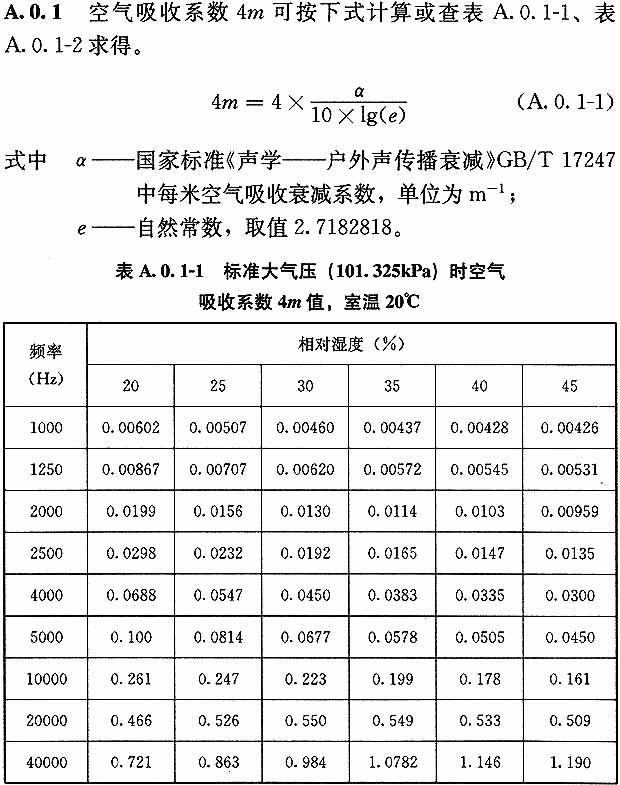 A.0.1 空气吸收系数 4m 可按下式计算或查表 A.0.1-1、表
A.0.1-2 求得。
4m = 4 × α / (10 × lg(e)) (A.0.1-1)
式中 α——国家标准《声学——户外声传播衰减》GB/T 17247
中每米空气吸收衰减系数，单位为 m⁻¹；
e——自然常数，取值 2.7182818。
表 A.0.1-1 标准大气压（101.325kPa）时空气
吸收系数 4m 值，室温 20℃
频率 (Hz) 相对湿度（%）
20 25 30 35 40 45
1000 0.00602 0.00507 0.00460 0.00437 0.00428 0.00426
1250 0.00867 0.00707 0.00620 0.00572 0.00545 0.00531
2000 0.0199 0.0156 0.0130 0.0114 0.0103 0.00959
2500 0.0298 0.0232 0.0192 0.0165 0.0147 0.0135
4000 0.0688 0.0547 0.0450 0.0383 0.0335 0.0300
5000 0.100 0.0814 0.0677 0.0578 0.0505 0.0450
10000 0.261 0.247 0.223 0.199 0.178 0.161
20000 0.466 0.526 0.550 0.549 0.533 0.509
40000 0.721 0.863 0.984 1.0782 1.146 1.190